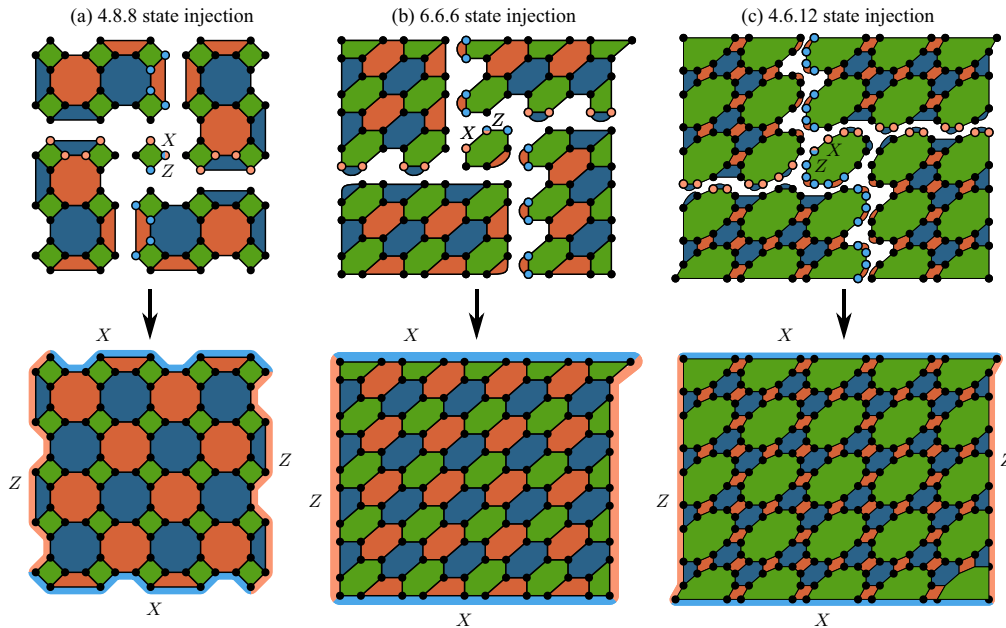 (a) 4.8.8 state injection
(b) 6.6.6 state injection
(c) 4.6.12 state injection
X
Z
X
Z
X
Z
X
X
X
Z
Z
Z
Z
Z
X
X
X